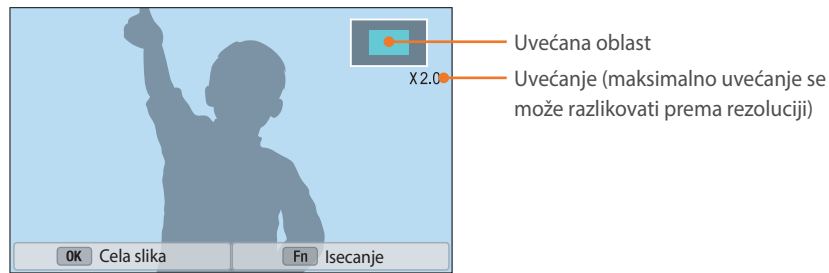 Uvećana oblast
X 2.0
Uvećanje (maksimalno uvećanje se
može razlikovati prema rezoluciji)
OK Cela slika
Fn Isecanje